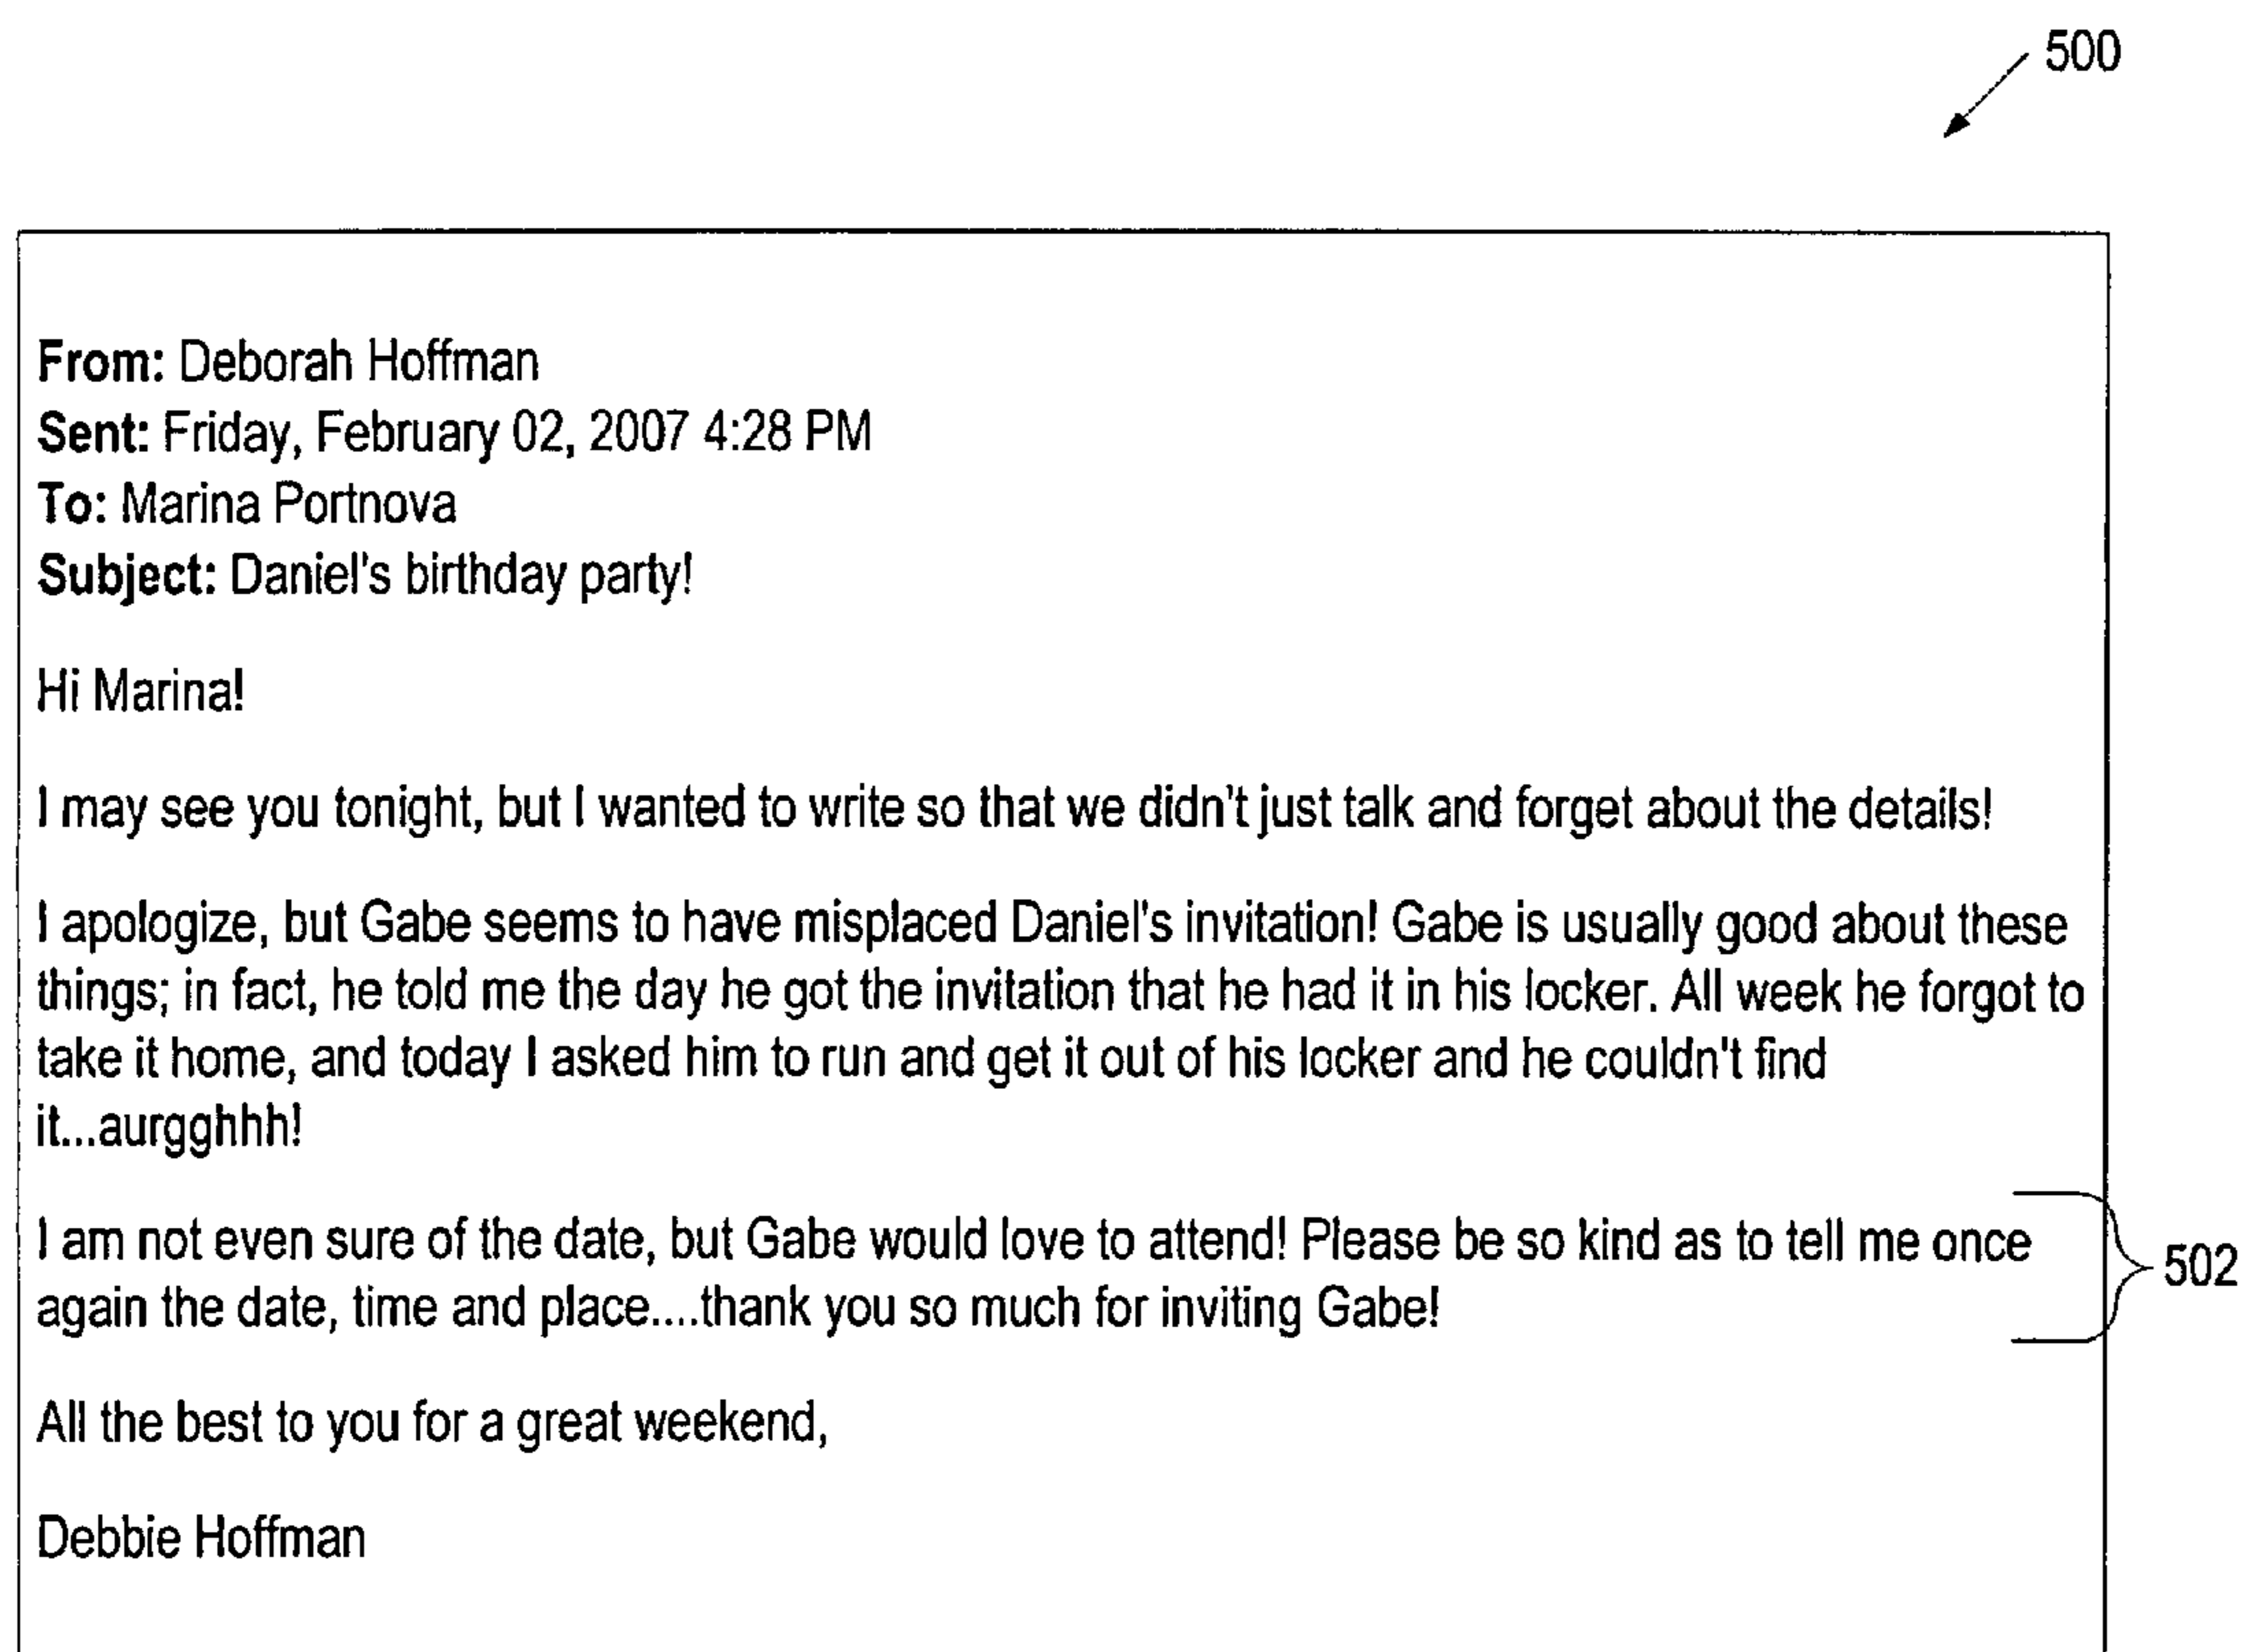 500
From: Deborah Hoffman
Sent: Friday, February 02, 2007 4:28 PM
To: Marina Portnova
Subject: Daniel's birthday party!
Hi Marina!
I may see you tonight, but I wanted to write so that we didn't just talk and forget about the details!
I apologize, but Gabe seems to have misplaced Daniel's invitation! Gabe is usually good about these
things; in fact, he told me the day he got the invitation that he had it in his locker. All week he forgot to
take it home, and today I asked him to run and get it out of his locker and he couldn't find
it...aurgghhh!
I am not even sure of the date, but Gabe would love to attend! Please be so kind as to tell me once
again the date, time and place....thank you so much for inviting Gabe!
502
All the best to you for a great weekend,
Debbie Hoffman